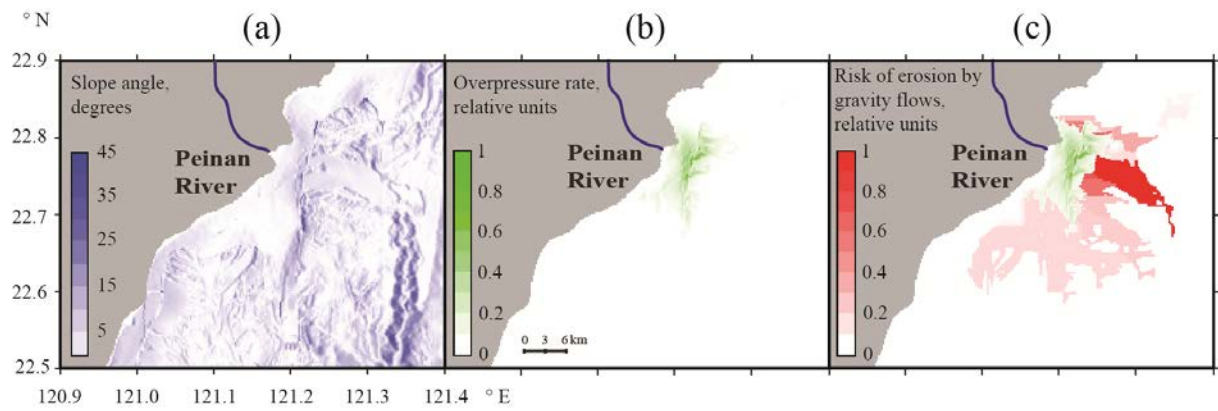 ° N
(a)
(b)
(c)
22.9
22.8
22.7
22.6
22.5
Slope angle,
degrees
45
35
25
15
5
Peinan
River
120.9 121.0 121.1 121.2 121.3 121.4 ° E
Overpressure rate,
relative units
1
0.8
0.6
0.4
0.2
0
Peinan
River
0 3 6 km
Risk of erosion by
gravity flows,
relative units
1
0.8
0.6
0.4
0.2
0
Peinan
River